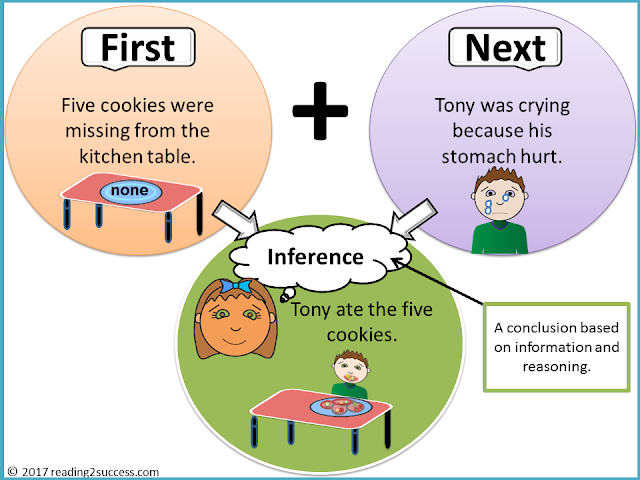 First
Five cookies were
missing from the
kitchen table.
none
Next
Tony was crying
because his
stomach hurt.
Inference
Tony ate the five
cookies.
A conclusion based
on information and
reasoning.
© 2017 reading2success.com